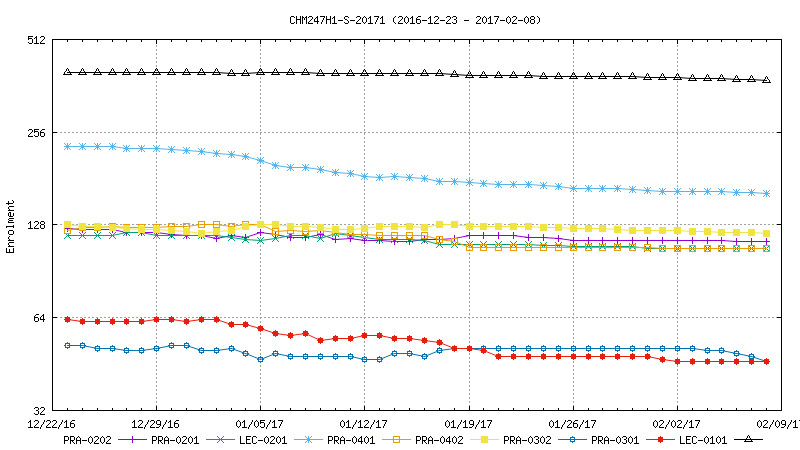 CHM247H1-S-20171 (2016-12-23 - 2017-02-08)
512
256
128
64
32
Enrolment
12/22/16 12/29/16 01/05/17 01/12/17 01/19/17 01/26/17 02/02/17 02/09/17
PRA-0202 PRA-0201 LEC-0201 PRA-0401 PRA-0402 PRA-0302 PRA-0301 LEC-0101